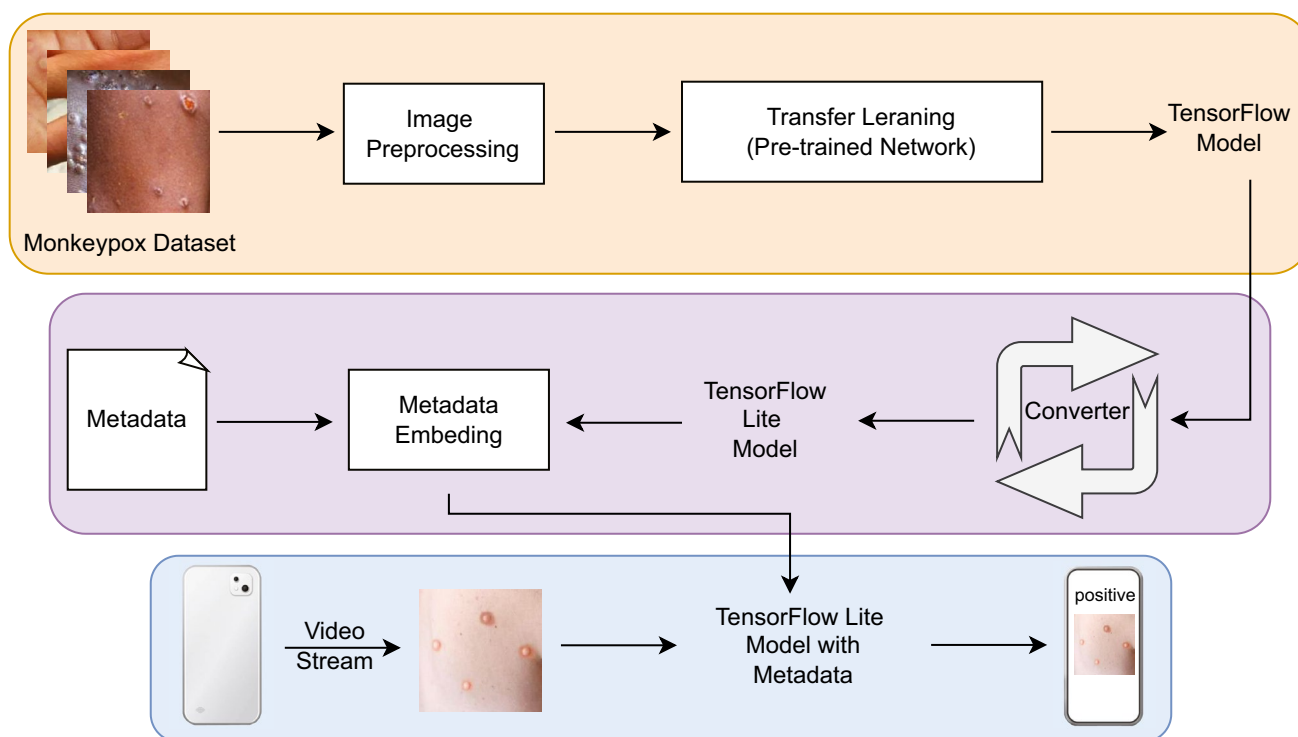 Image
Preprocessing
Transfer Leraning
(Pre-trained Network)
TensorFlow
Model
Monkeypox Dataset
Metadata
Metadata
Embeding
TensorFlow
Lite
Model
Converter
Video
Stream
TensorFlow Lite
Model with
Metadata
positive